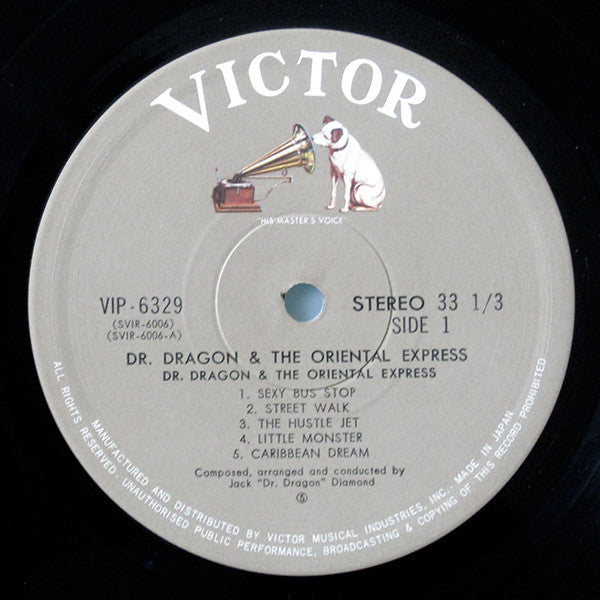 VICTOR
"HIS MASTER'S VOICE"
VIP-6329
(SVIR-6006)
(SVIR-6006-A)
STEREO 33 1/3
SIDE 1
DR. DRAGON & THE ORIENTAL EXPRESS
DR. DRAGON & THE ORIENTAL EXPRESS
1. SEXY BUS STOP
2. STREET WALK
3. THE HUSTLE JET
4. LITTLE MONSTER
5. CARIBBEAN DREAM
Composed, arranged and conducted by
Jack "Dr. Dragon" Diamond
Ⓢ
MANUFACTURED AND DISTRIBUTED BY VICTOR MUSICAL INDUSTRIES, INC., MADE IN JAPAN
ALL RIGHTS RESERVED·UNAUTHORISED PUBLIC PERFORMANCE, BROADCASTING & COPYING OF THIS RECORD PROHIBITED